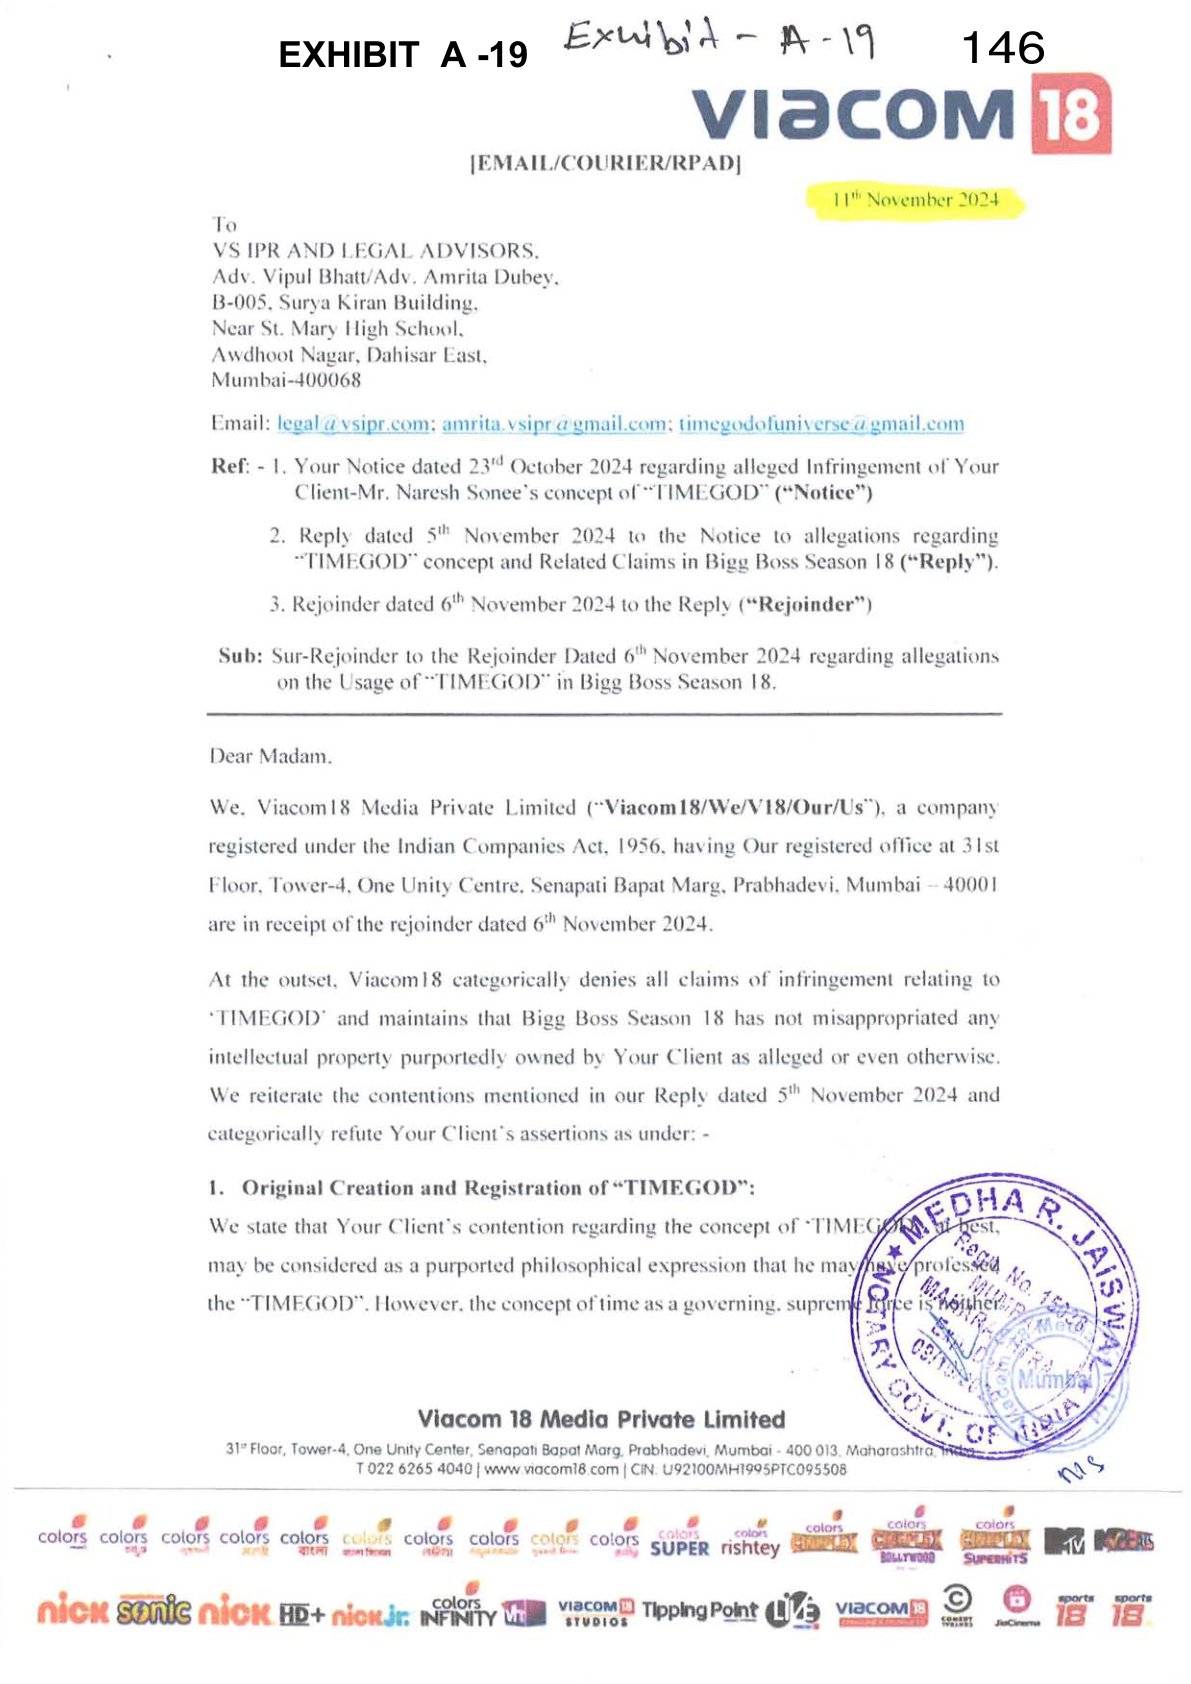 EXHIBIT A -19 Exhibit - A - 19 146
VIACOM 18
[EMAIL/COURIER/RPAD]
11th November 2024
To
VS IPR AND LEGAL ADVISORS,
Adv. Vipul Bhatt/Adv. Amrita Dubey,
B-005, Surya Kiran Building,
Near St. Mary High School,
Awdhoot Nagar, Dahisar East,
Mumbai-400068
Email: legal@vsipr.com; amrita.vsipr@gmail.com; timegodofuniverse@gmail.com
Ref: - 1. Your Notice dated 23rd October 2024 regarding alleged Infringement of Your
Client-Mr. Naresh Sonee's concept of "TIMEGOD" ("Notice")
2. Reply dated 5th November 2024 to the Notice to allegations regarding
"TIMEGOD" concept and Related Claims in Bigg Boss Season 18 ("Reply").
3. Rejoinder dated 6th November 2024 to the Reply ("Rejoinder")
Sub: Sur-Rejoinder to the Rejoinder Dated 6th November 2024 regarding allegations
on the Usage of "TIMEGOD" in Bigg Boss Season 18.
Dear Madam,
We, Viacom18 Media Private Limited ("Viacom18/We/V18/Our/Us"), a company
registered under the Indian Companies Act, 1956, having Our registered office at 31st
Floor, Tower-4, One Unity Centre, Senapati Bapat Marg, Prabhadevi, Mumbai – 40001
are in receipt of the rejoinder dated 6th November 2024.
At the outset, Viacom18 categorically denies all claims of infringement relating to
'TIMEGOD' and maintains that Bigg Boss Season 18 has not misappropriated any
intellectual property purportedly owned by Your Client as alleged or even otherwise.
We reiterate the contentions mentioned in our Reply dated 5th November 2024 and
categorically refute Your Client's assertions as under: -
1. Original Creation and Registration of "TIMEGOD":
We state that Your Client's contention regarding the concept of 'TIMEGOD' at best,
may be considered as a purported philosophical expression that he may have professed
the "TIMEGOD". However, the concept of time as a governing, supreme force is neither
MEDHA R. JAISWAL
NOTARY GOVT. OF INDIA
Regd. No.
Mumbai
Viacom 18 Media Private Limited
31st Floor, Tower-4, One Unity Center, Senapati Bapat Marg, Prabhadevi, Mumbai - 400 013, Maharashtra, India
T 022 6265 4040 | www.viacom18.com | CIN: U92100MH1995PTC095508
colors colors colors colors colors colors colors colors colors colors colors SUPER colors rishtey colors CINEPLEX colors CINEPLEX BOLLYWOOD colors CINEPLEX SUPERHITS MTV
বাংলা
nick sonic nick HD+ nick jr. colors INFINITY VH1 VIACOM18 STUDIOS Tipping Point LIVE VIACOM18 COMEDY CENTRAL JioCinema sports 18 sports 18